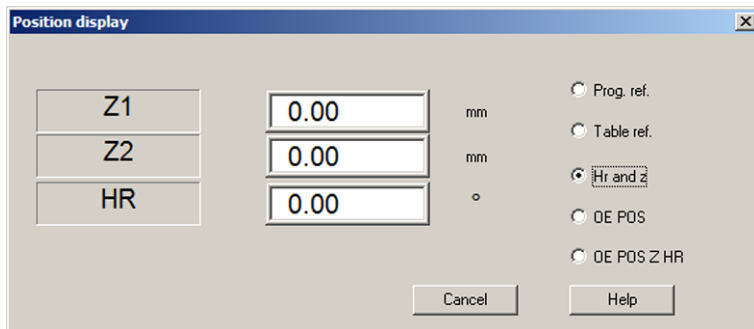 Position display
Z1 0.00 mm
Z2 0.00 mm
HR 0.00 °
Prog. ref.
Table ref.
Hr and z
OE POS
OE POS Z HR
Cancel Help